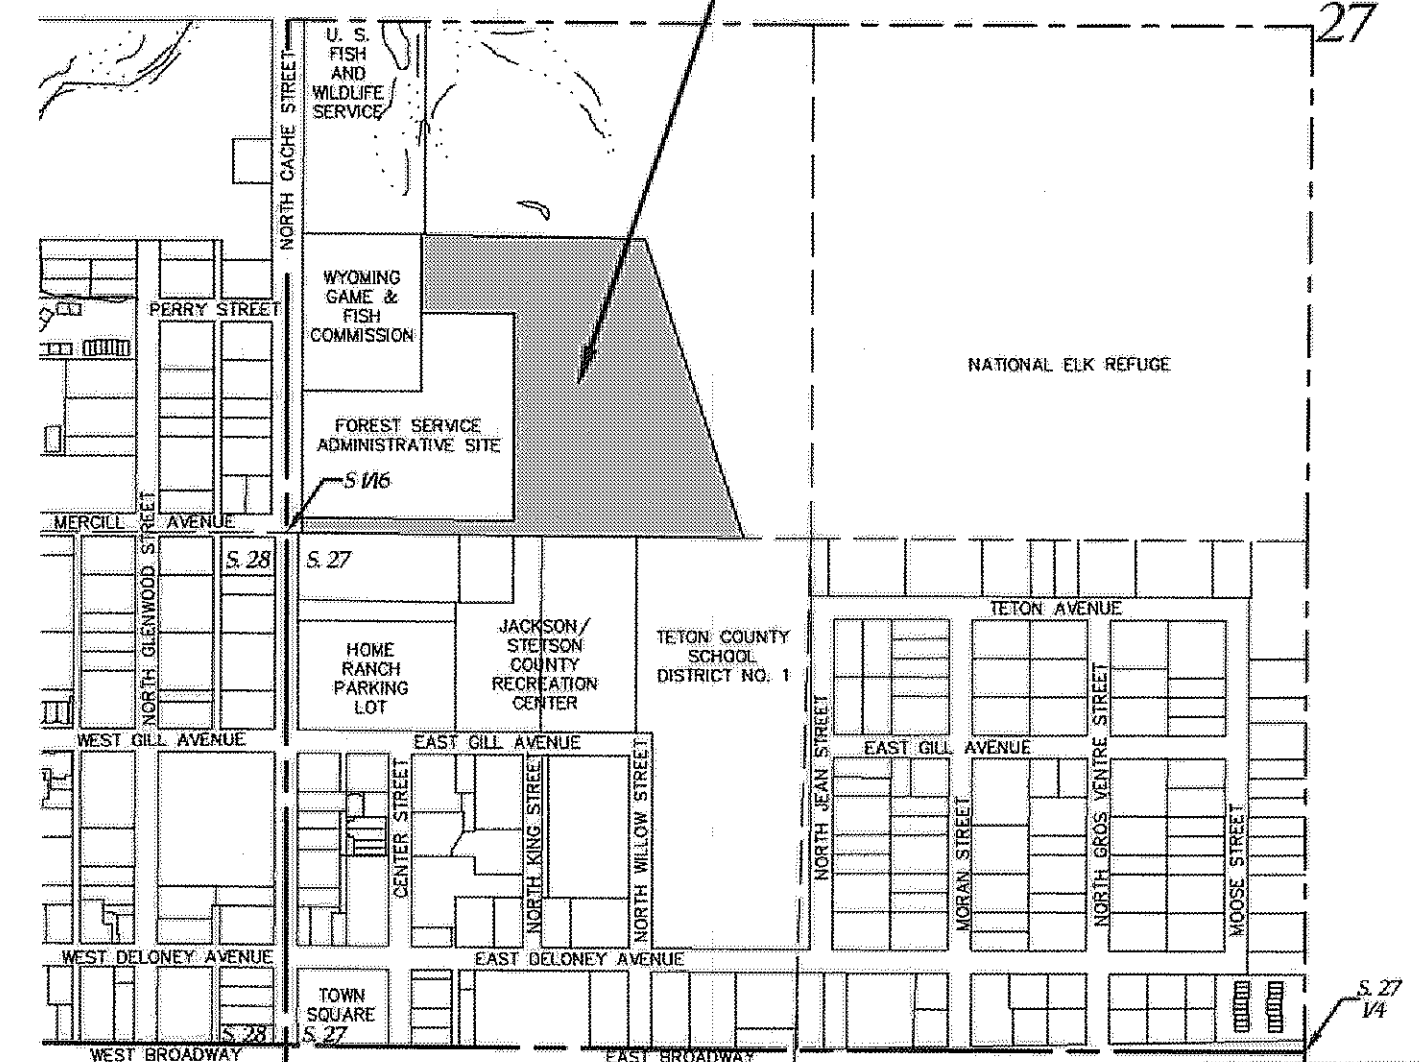 27
U. S.
FISH
AND
WILDLIFE
SERVICE
NORTH CACHE STREET
WYOMING
GAME &
FISH
COMMISSION
PERRY STREET
NATIONAL ELK REFUGE
FOREST SERVICE
ADMINISTRATIVE SITE
S 1/16
MERCILL AVENUE
NORTH GLENWOOD STREET
S. 28
S. 27
TETON AVENUE
HOME
RANCH
PARKING
LOT
JACKSON/
STETSON
COUNTY
RECREATION
CENTER
TETON COUNTY
SCHOOL
DISTRICT NO. 1
WEST GILL AVENUE
EAST GILL AVENUE
EAST GILL AVENUE
CENTER STREET
NORTH KING STREET
NORTH WILLOW STREET
NORTH JEAN STREET
MORAN STREET
NORTH GROS VENTRE STREET
MOOSE STREET
WEST DELONEY AVENUE
EAST DELONEY AVENUE
TOWN
SQUARE
S. 28
S. 27
S. 27
1/4
WEST BROADWAY
EAST BROADWAY